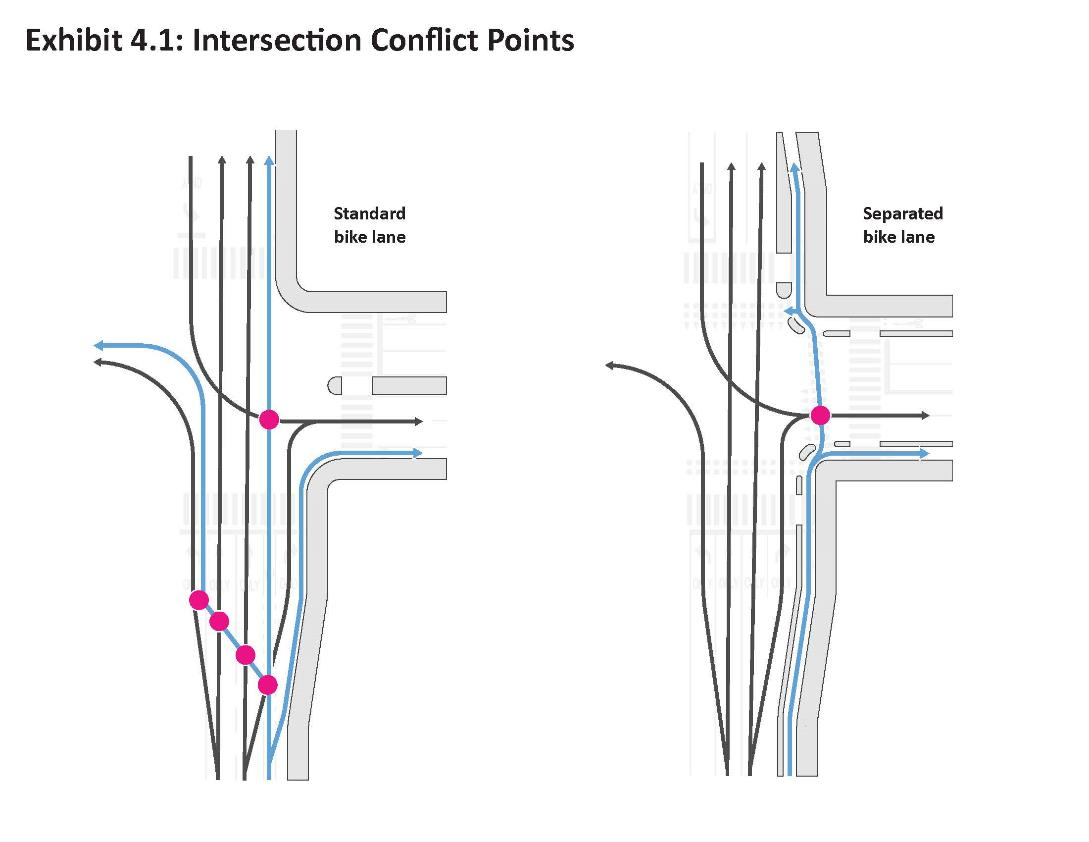 Exhibit 4.1: Intersection Conflict Points
Standard
bike lane
Separated
bike lane